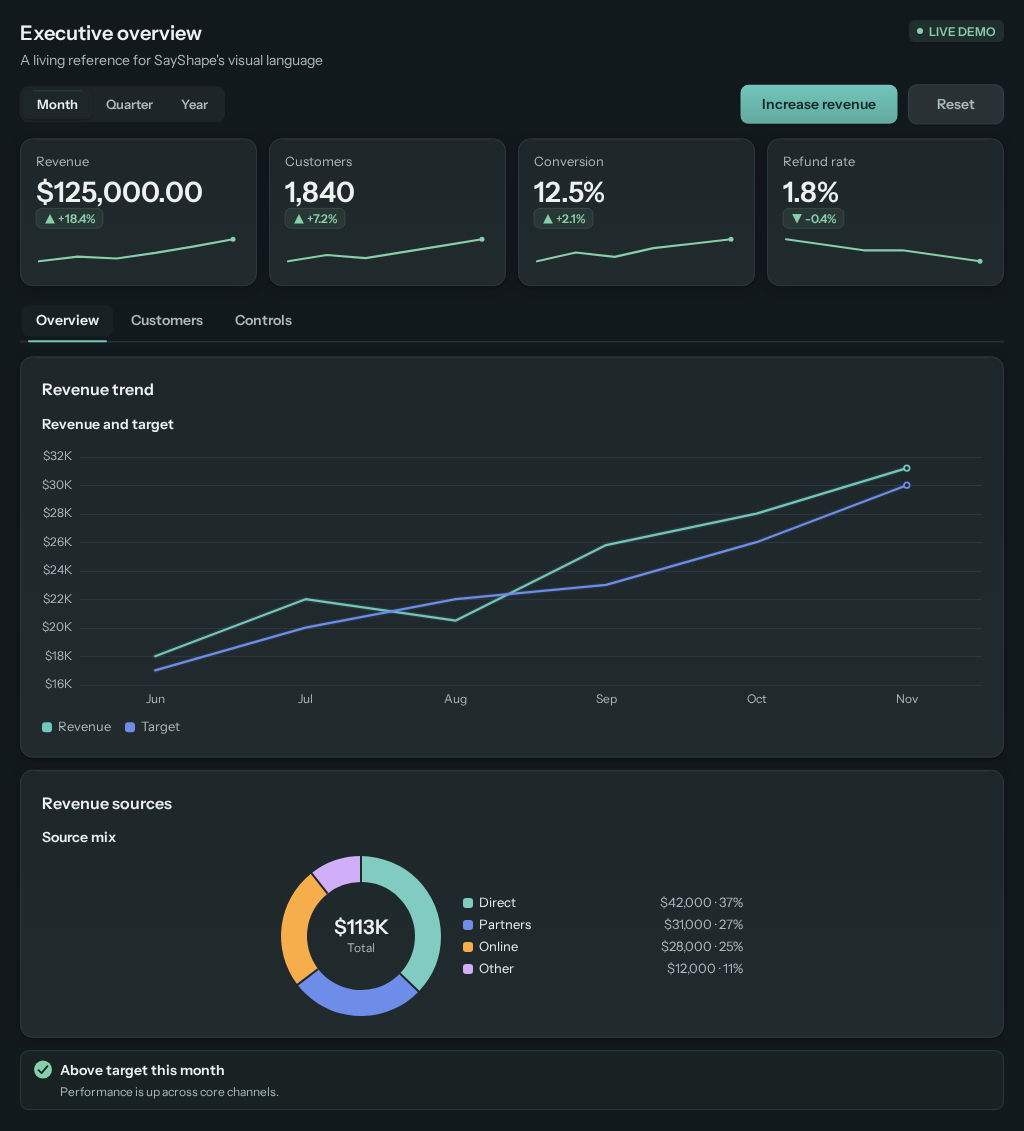 Executive overview
LIVE DEMO
A living reference for SayShape's visual language
Month Quarter Year
Increase revenue Reset
Revenue Customers Conversion Refund rate
$125,000.00 1,840 12.5% 1.8%
▲ +18.4% ▲ +7.2% ▲ +2.1% ▼ -0.4%
Overview Customers Controls
Revenue trend
Revenue and target
$32K
$30K
$28K
$26K
$24K
$22K
$20K
$18K
$16K
Jun Jul Aug Sep Oct Nov
Revenue Target
Revenue sources
Source mix
$113K
Total
Direct $42,000 · 37%
Partners $31,000 · 27%
Online $28,000 · 25%
Other $12,000 · 11%
Above target this month
Performance is up across core channels.